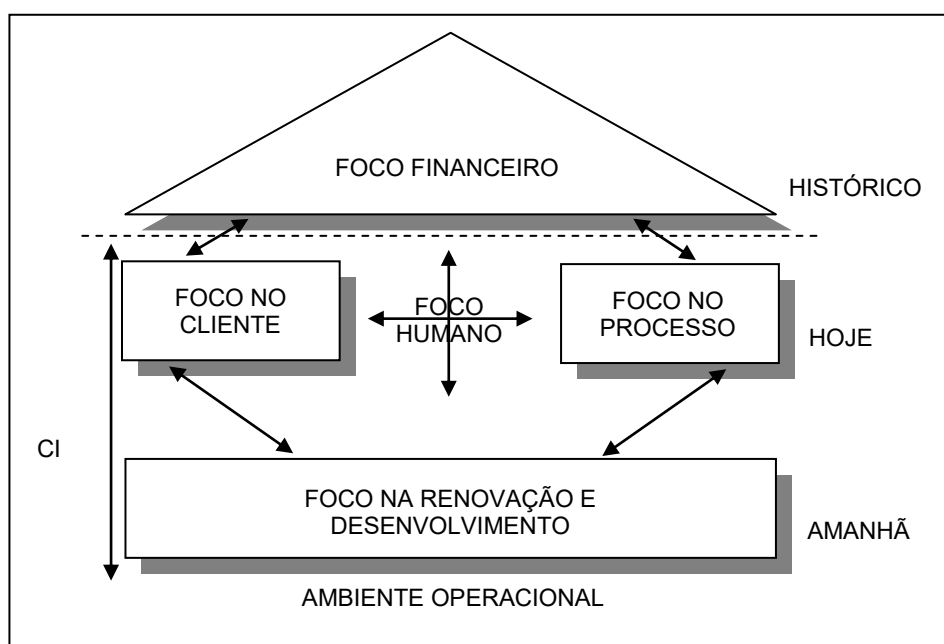 FOCO FINANCEIRO
HISTÓRICO
FOCO NO
CLIENTE
FOCO
HUMANO
FOCO NO
PROCESSO
HOJE
CI
FOCO NA RENOVAÇÃO E
DESENVOLVIMENTO
AMANHÃ
AMBIENTE OPERACIONAL